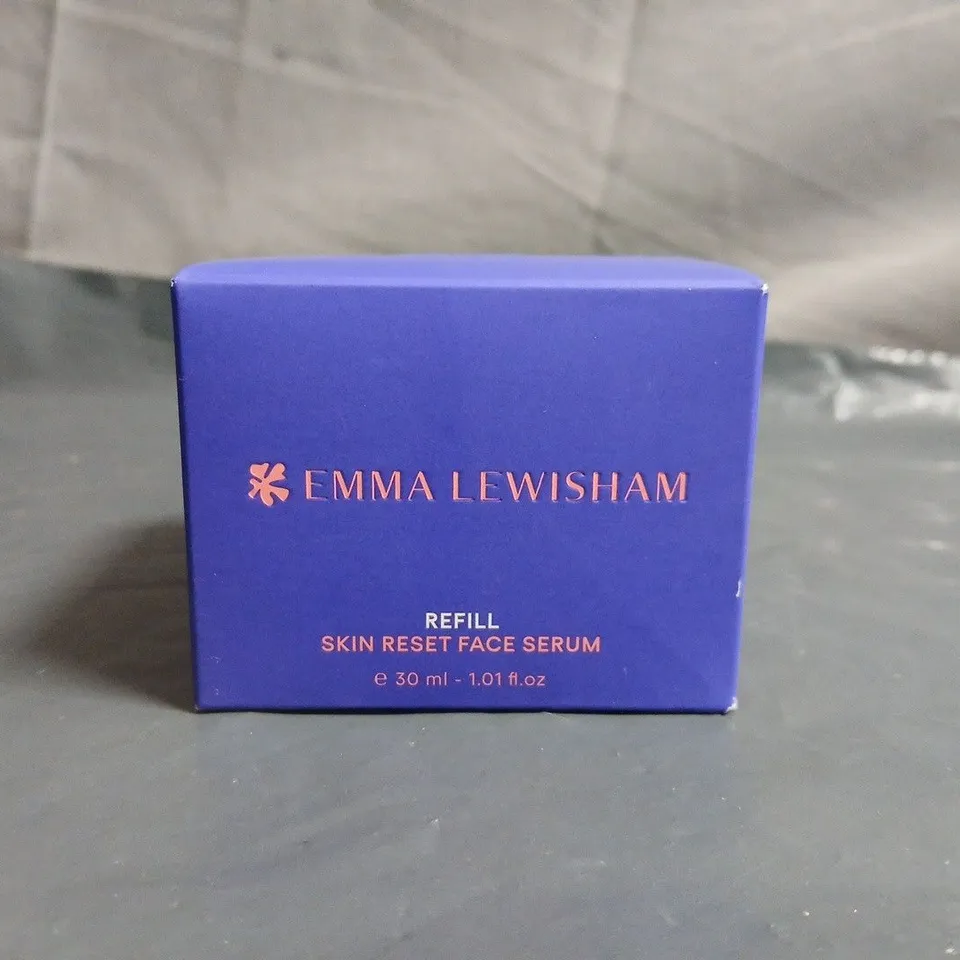 EMMA LEWISHAM
REFILL
SKIN RESET FACE SERUM
℮ 30 ml - 1.01 fl.oz